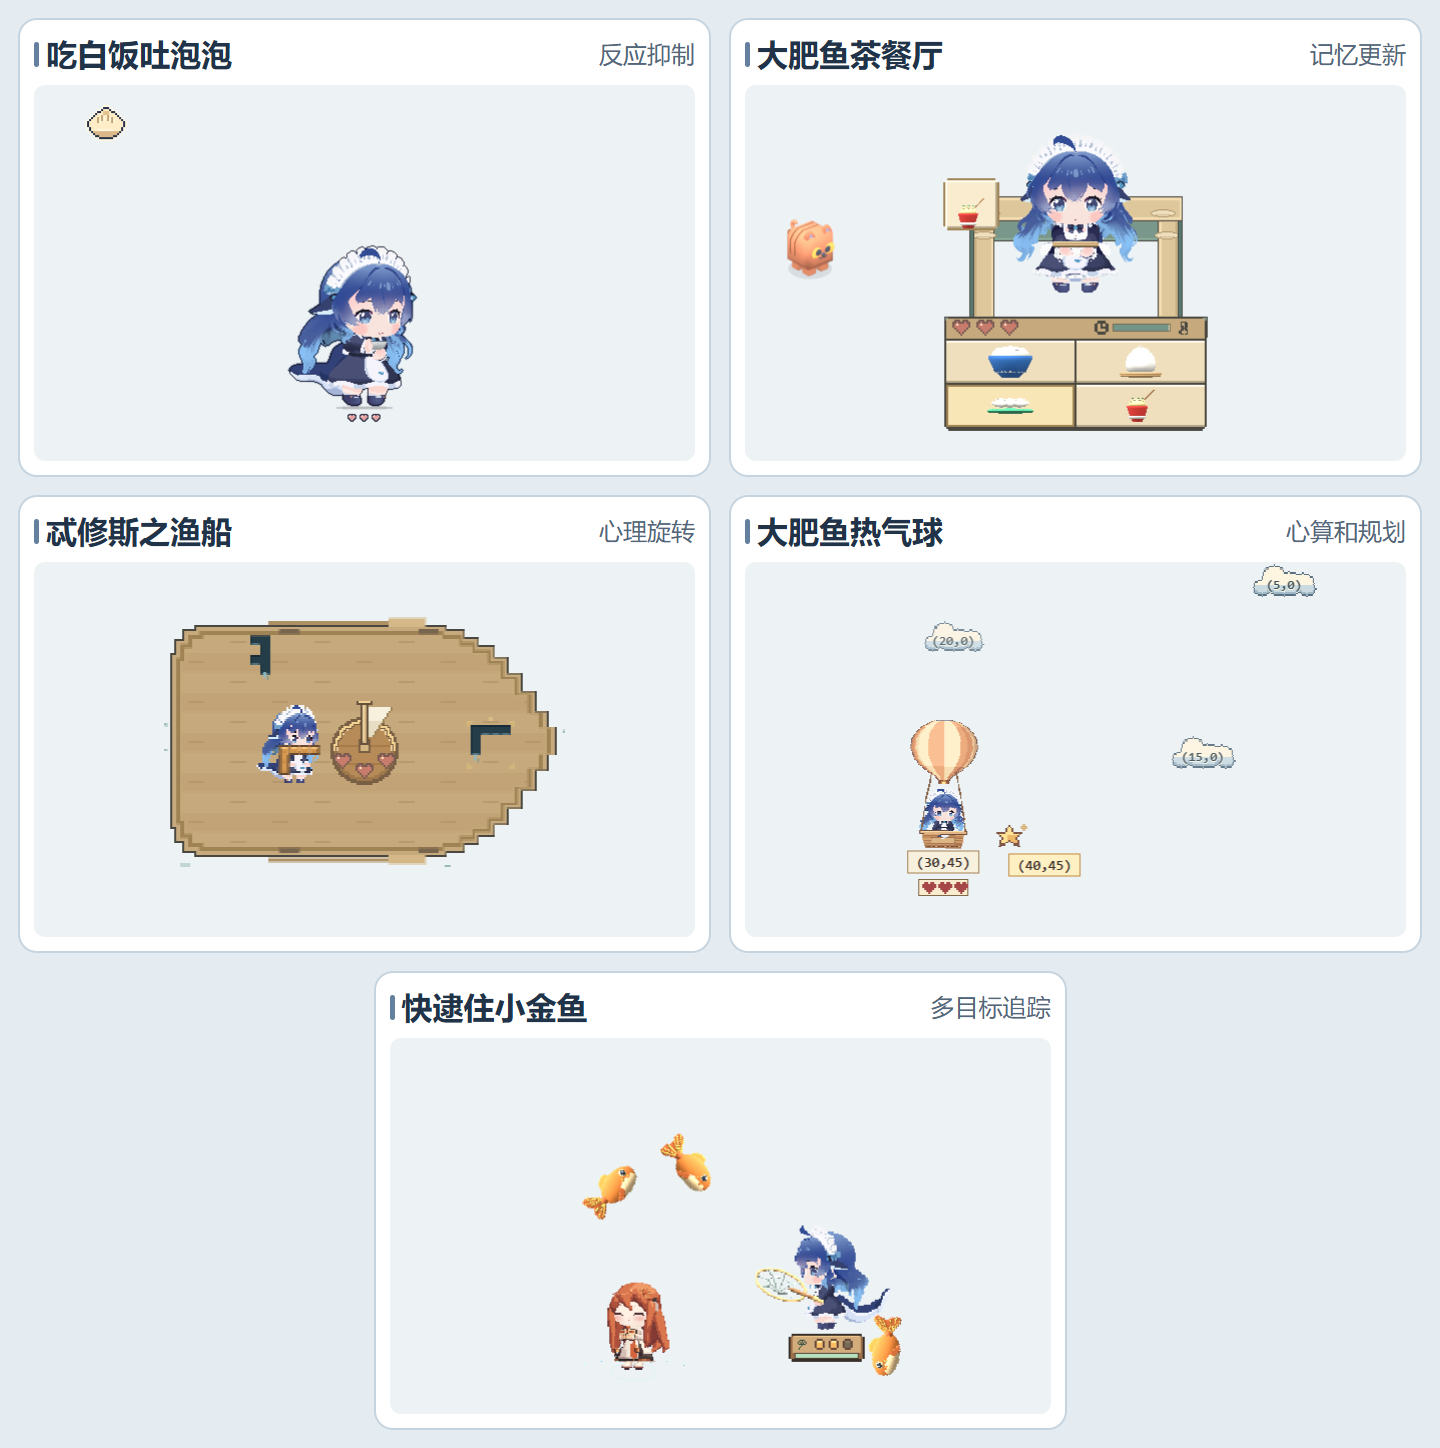 吃白饭吐泡泡
反应抑制
大肥鱼茶餐厅
记忆更新
忒修斯之渔船
心理旋转
大肥鱼热气球
心算和规划
(5,0)
(20,0)
(15,0)
(30,45)
(40,45)
快逮住小金鱼
多目标追踪